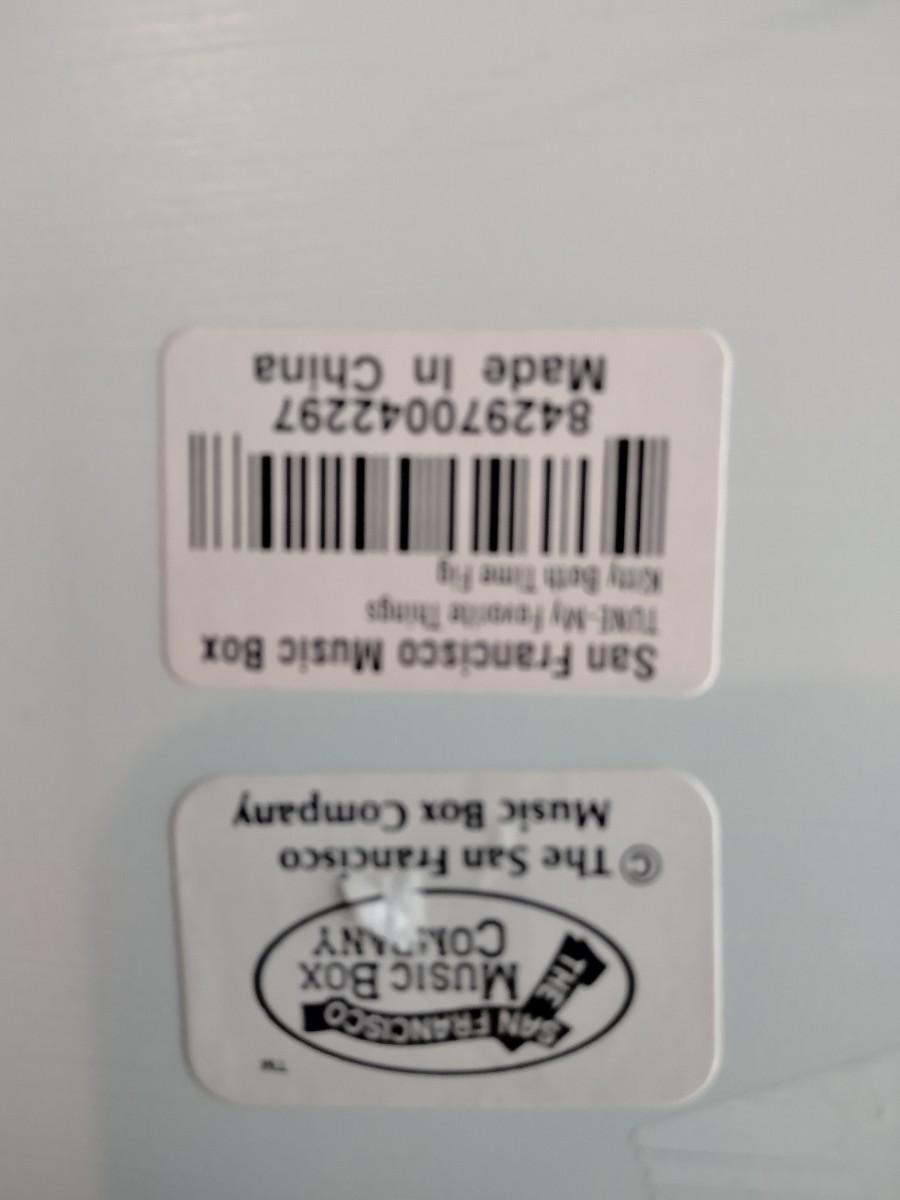 THE
SAN FRANCISCO
MUSIC BOX
COMPANY
TM
© The San Francisco
Music Box Company
San Francisco Music Box
TUNE-My Favorite Things
Kitty Bath Time Fig
842970042297
Made In China